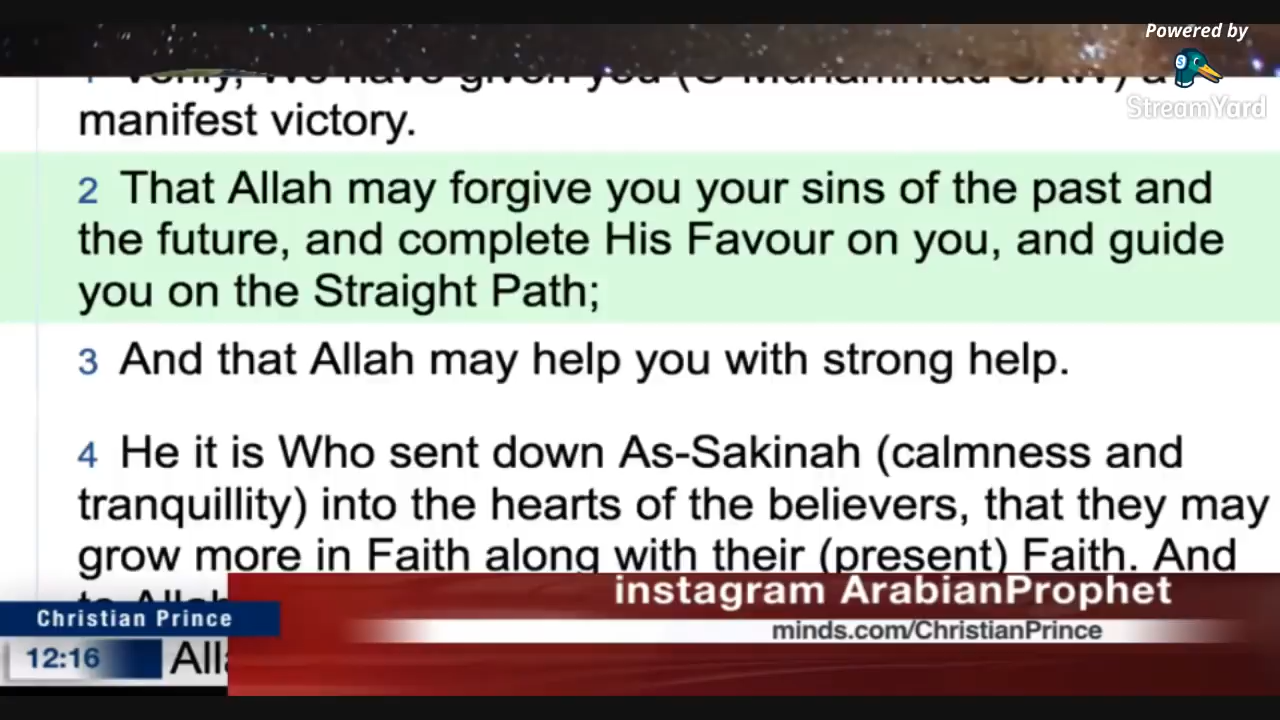 Powered by
StreamYard
manifest victory.
2 That Allah may forgive you your sins of the past and
the future, and complete His Favour on you, and guide
you on the Straight Path;
3 And that Allah may help you with strong help.
4 He it is Who sent down As-Sakinah (calmness and
tranquillity) into the hearts of the believers, that they may
grow more in Faith along with their (present) Faith. And
instagram ArabianProphet
Christian Prince
minds.com/ChristianPrince
12:16